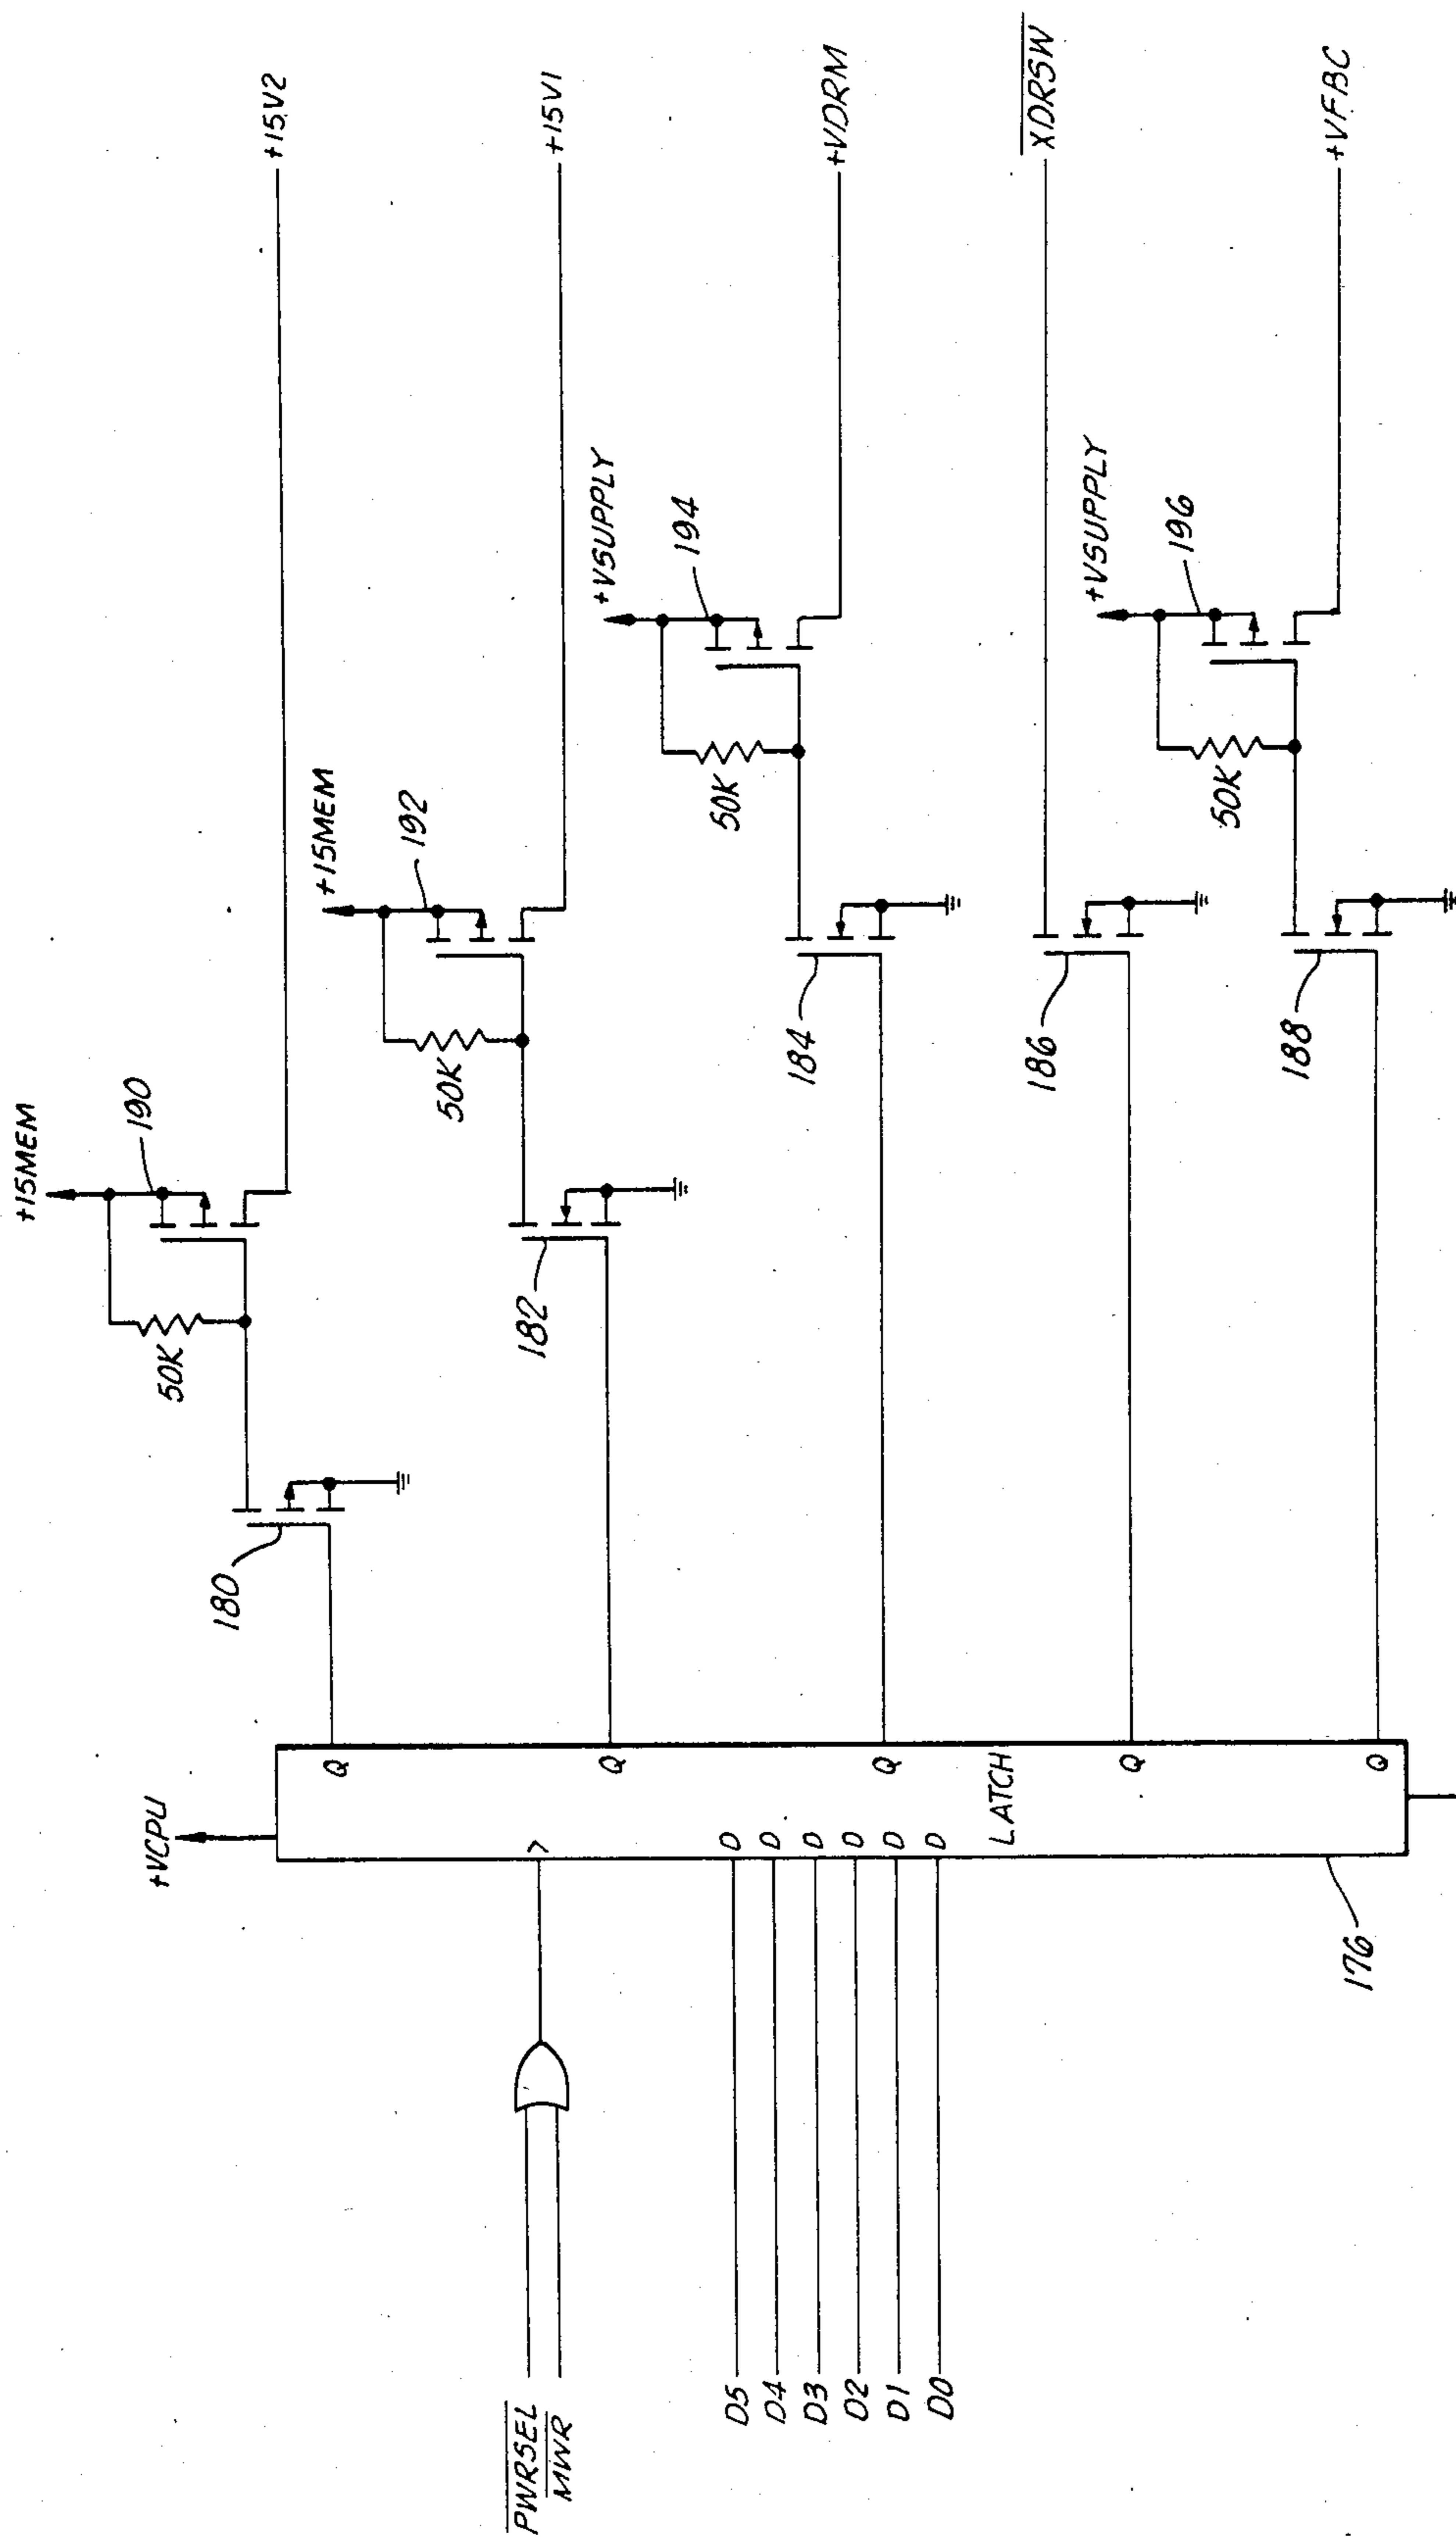 +15MEM
190
50K
180
+15V2
+15MEM
192
50K
182
+15V1
+VSUPPLY
194
50K
184
+VDRM
186
XDRSW
+VSUPPLY
196
50K
188
+VFBC
+VCPU
Q
Q
Q
Q
Q
>
D
D
D
D
D
D
LATCH
176
PWRSEL
MWR
D5
D4
D3
D2
D1
D0